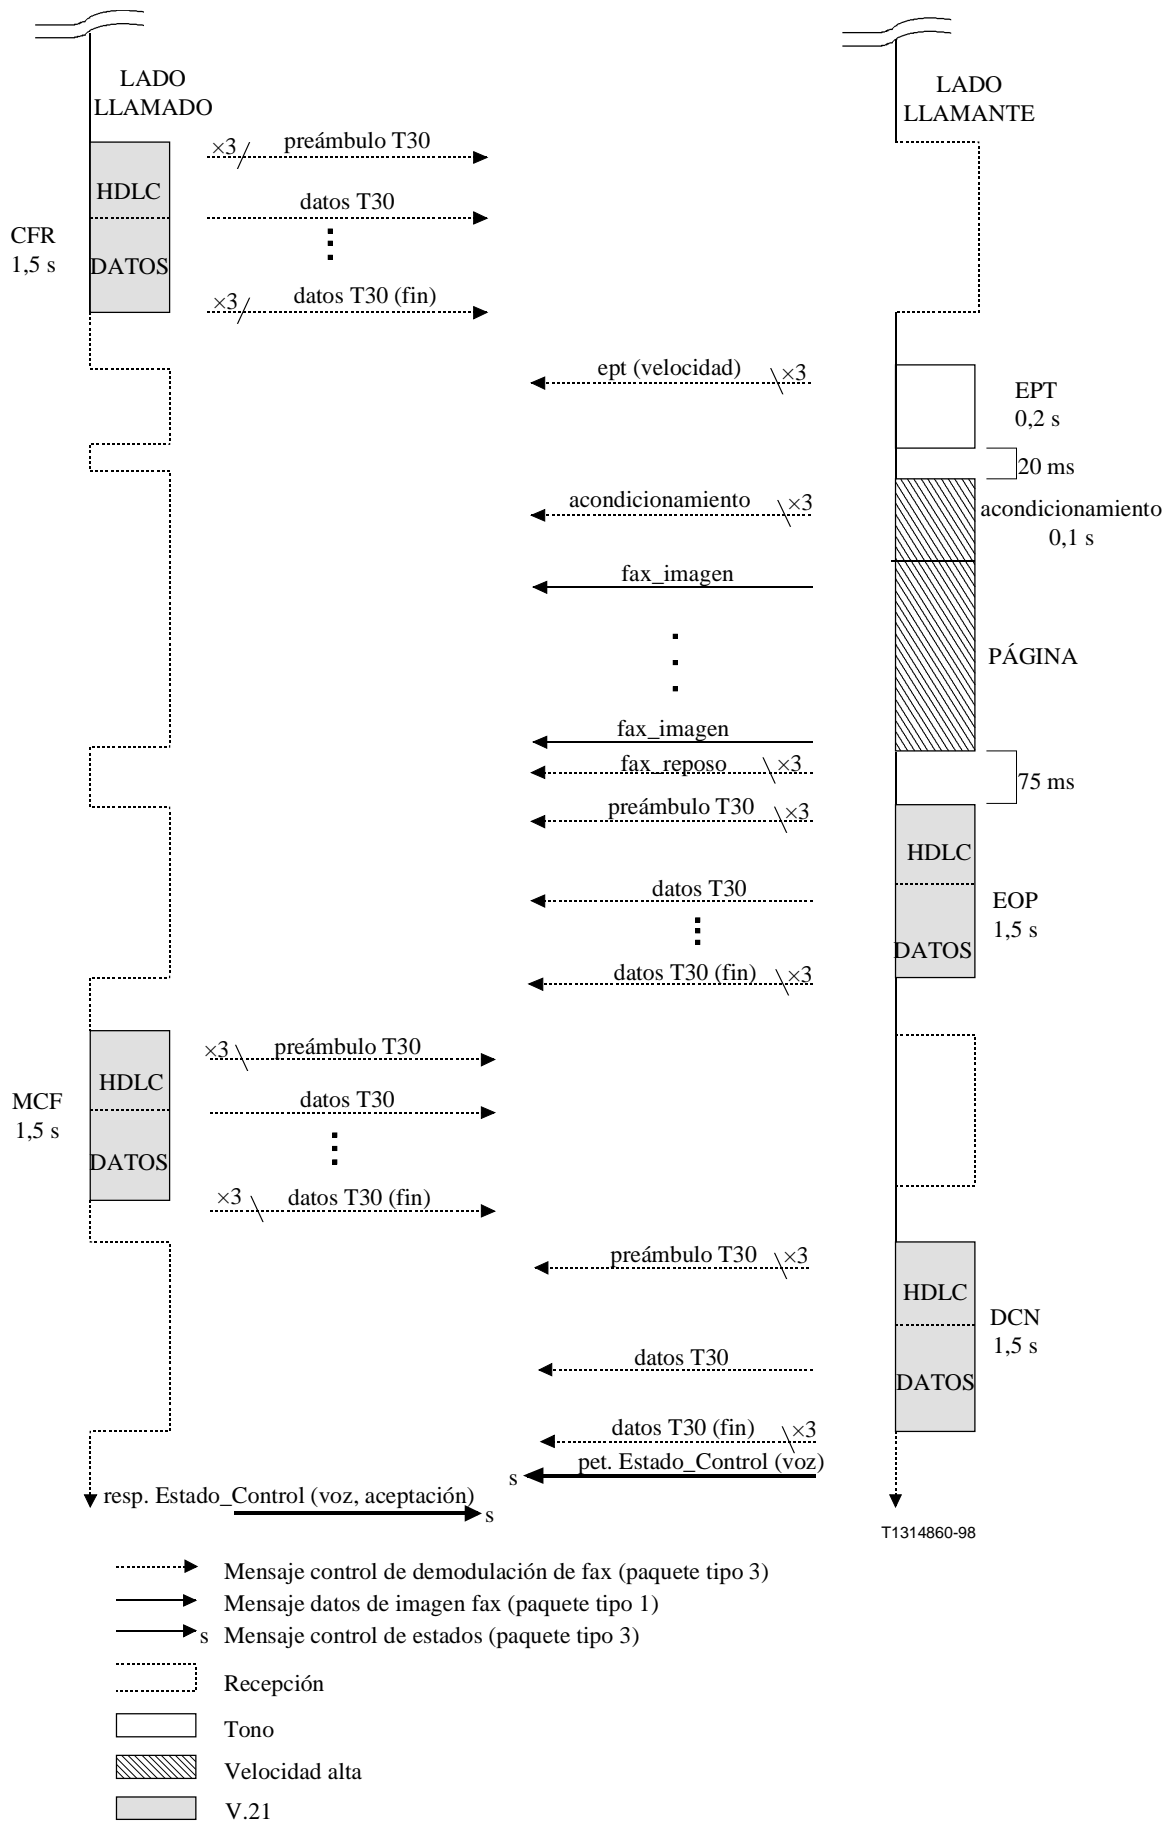 LADO
LLAMADO
LADO
LLAMANTE
×3
preámbulo T30
HDLC
datos T30
CFR
1,5 s
DATOS
×3
datos T30 (fin)
ept (velocidad)
×3
EPT
0,2 s
20 ms
acondicionamiento
×3
acondicionamiento
0,1 s
fax_imagen
PÁGINA
fax_imagen
fax_reposo
×3
75 ms
preámbulo T30
×3
HDLC
datos T30
EOP
1,5 s
DATOS
datos T30 (fin)
×3
×3
preámbulo T30
HDLC
datos T30
MCF
1,5 s
DATOS
×3
datos T30 (fin)
preámbulo T30
×3
HDLC
DCN
1,5 s
datos T30
DATOS
datos T30 (fin)
×3
pet. Estado_Control (voz)
s
resp. Estado_Control (voz, aceptación)
s
T1314860-98
Mensaje control de demodulación de fax (paquete tipo 3)
Mensaje datos de imagen fax (paquete tipo 1)
s Mensaje control de estados (paquete tipo 3)
Recepción
Tono
Velocidad alta
V.21